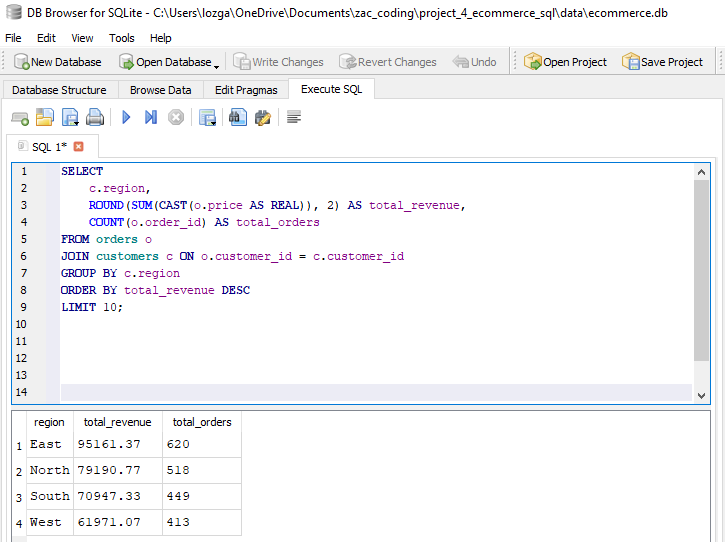 DB Browser for SQLite - C:\Users\lozga\OneDrive\Documents\zac_coding\project_4_ecommerce_sql\data\ecommerce.db
File Edit View Tools Help
New Database Open Database Write Changes Revert Changes Undo Open Project Save Project
Database Structure Browse Data Edit Pragmas Execute SQL
SQL 1*
1 SELECT
2 c.region,
3 ROUND(SUM(CAST(o.price AS REAL)), 2) AS total_revenue,
4 COUNT(o.order_id) AS total_orders
5 FROM orders o
6 JOIN customers c ON o.customer_id = c.customer_id
7 GROUP BY c.region
8 ORDER BY total_revenue DESC
9 LIMIT 10;
10
11
12
13
14
region total_revenue total_orders
1 East 95161.37 620
2 North 79190.77 518
3 South 70947.33 449
4 West 61971.07 413